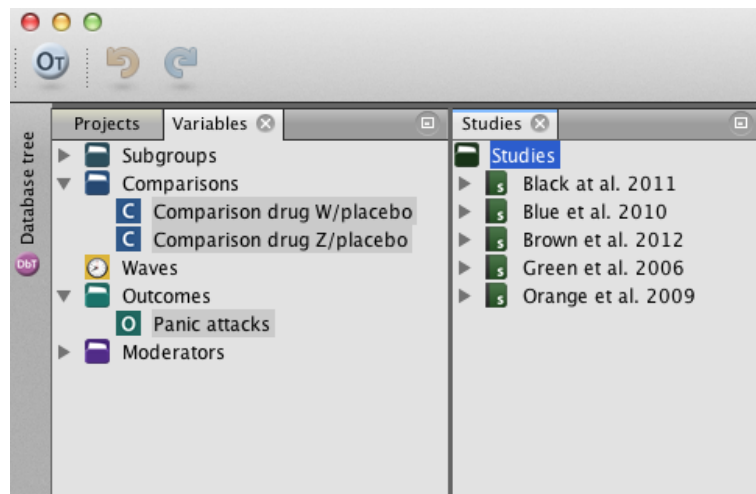 OT
Database tree
DbT
Projects
Variables
Subgroups
Comparisons
C Comparison drug W/placebo
C Comparison drug Z/placebo
Waves
Outcomes
O Panic attacks
Moderators
Studies
Studies
s Black at al. 2011
s Blue et al. 2010
s Brown et al. 2012
s Green et al. 2006
s Orange et al. 2009